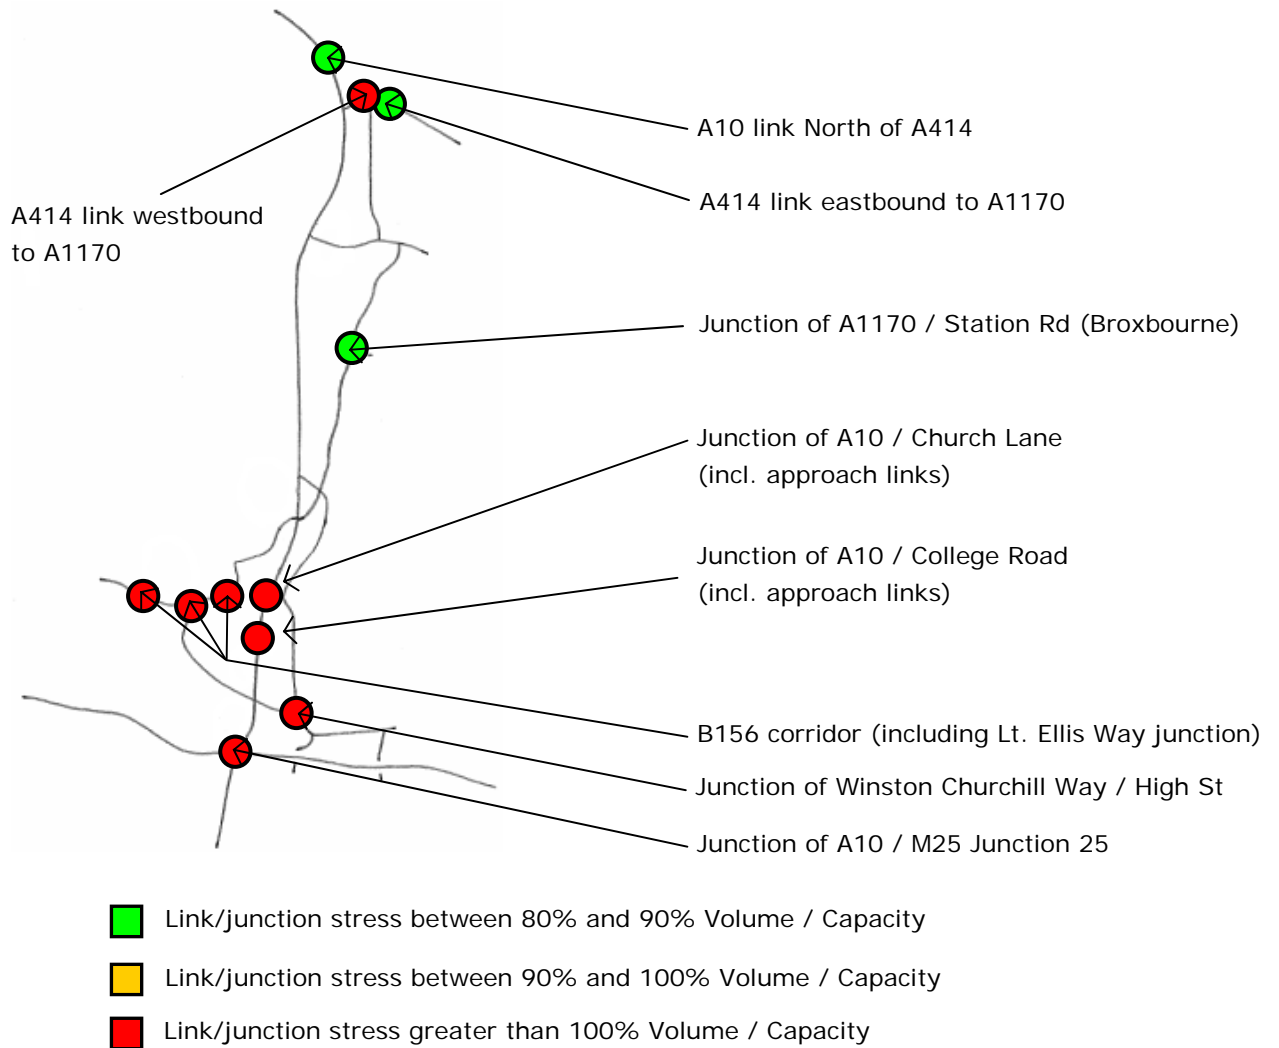 A10 link North of A414
A414 link eastbound to A1170
A414 link westbound
to A1170
Junction of A1170 / Station Rd (Broxbourne)
Junction of A10 / Church Lane
(incl. approach links)
Junction of A10 / College Road
(incl. approach links)
B156 corridor (including Lt. Ellis Way junction)
Junction of Winston Churchill Way / High St
Junction of A10 / M25 Junction 25
Link/junction stress between 80% and 90% Volume / Capacity
Link/junction stress between 90% and 100% Volume / Capacity
Link/junction stress greater than 100% Volume / Capacity